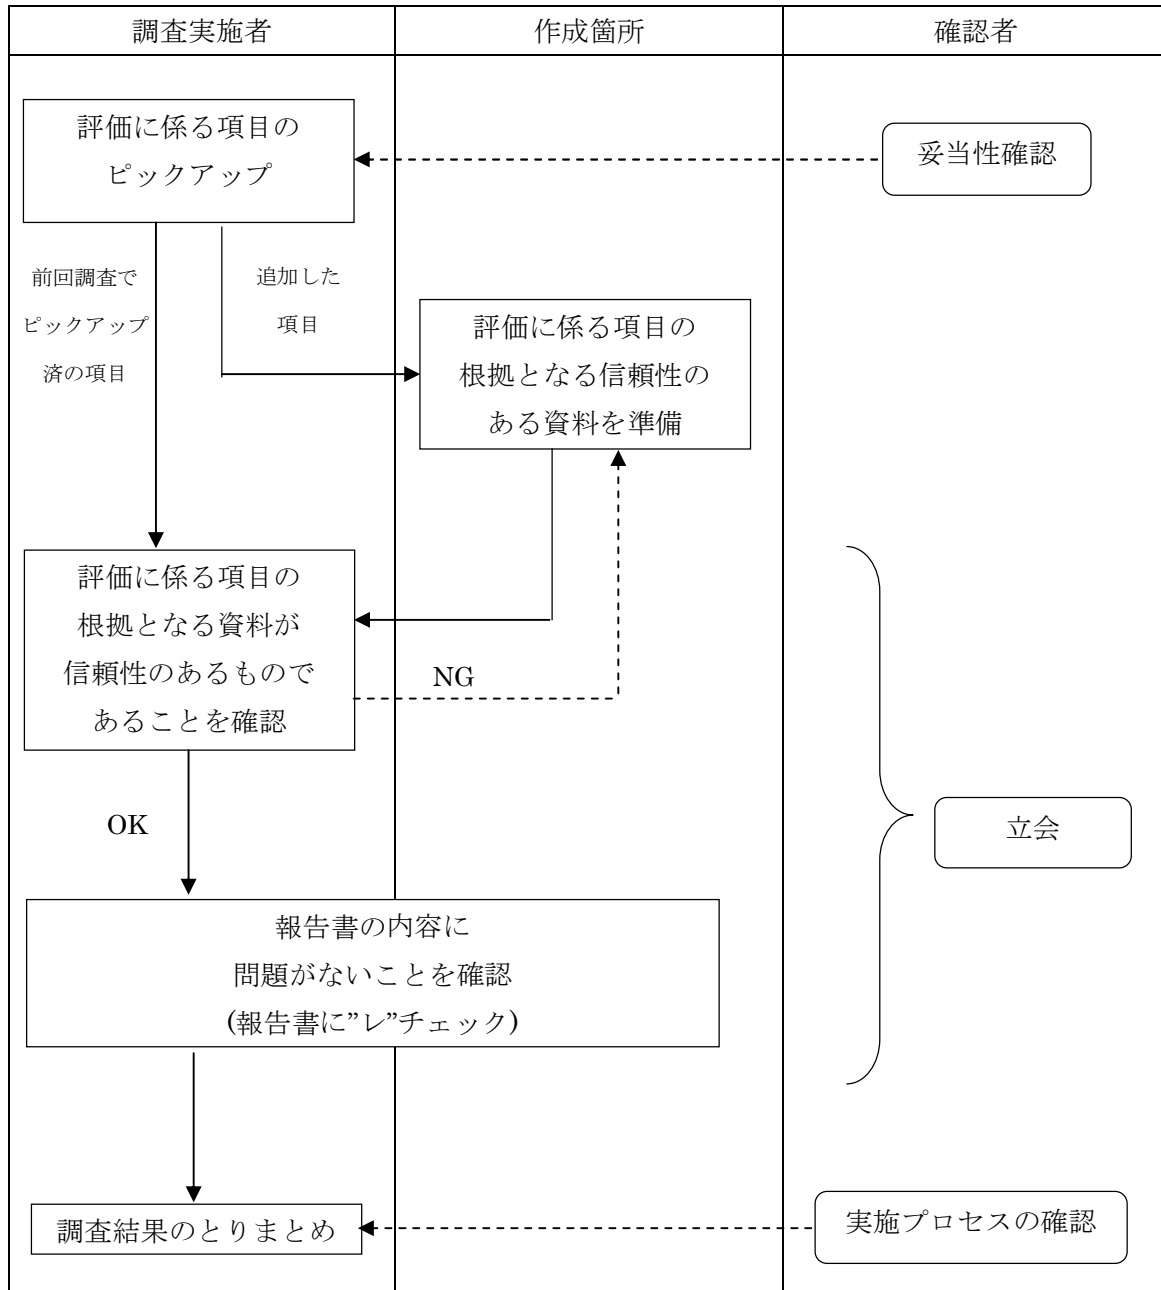 調査実施者
作成箇所
確認者
評価に係る項目の
ピックアップ
妥当性確認
前回調査で
ピックアップ
済の項目
追加した
項目
評価に係る項目の
根拠となる信頼性の
ある資料を準備
評価に係る項目の
根拠となる資料が
信頼性のあるもので
あることを確認
NG
OK
立会
報告書の内容に
問題がないことを確認
(報告書に”レ”チェック)
調査結果のとりまとめ
実施プロセスの確認